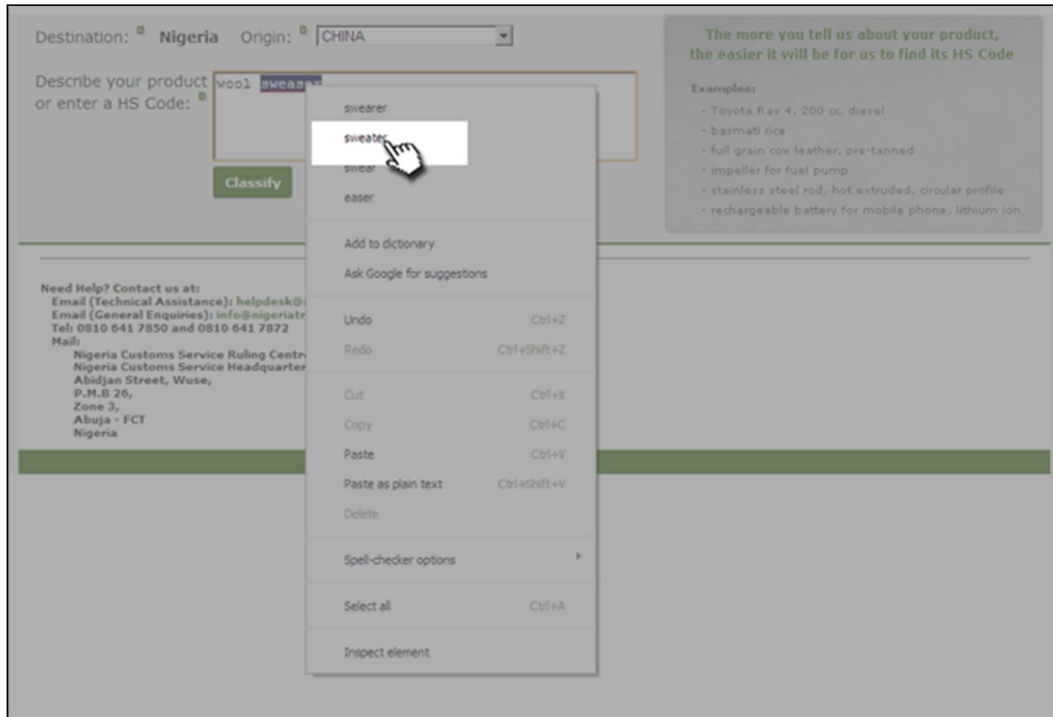 Destination: Nigeria Origin: CHINA
Describe your product
or enter a HS Code:
wool sweaser
Classify
The more you tell us about your product,
the easier it will be for us to find its HS Code
Examples:
- Toyota Rav 4, 200 cc, diesel
- basmati rice
- full grain cow leather, pre-tanned
- impeller for fuel pump
- stainless steel rod, hot extruded, circular profile
- rechargeable battery for mobile phone, lithium ion
swearer
sweater
swear
easer
Add to dictionary
Ask Google for suggestions
Undo Ctrl+Z
Redo Ctrl+Shift+Z
Cut Ctrl+X
Copy Ctrl+C
Paste Ctrl+V
Paste as plain text Ctrl+Shift+V
Delete
Spell-checker options
Select all Ctrl+A
Inspect element
Need Help? Contact us at:
Email (Technical Assistance): helpdesk@
Email (General Enquiries): info@nigeriatr
Tel: 0810 641 7850 and 0810 641 7872
Mail:
Nigeria Customs Service Ruling Centr
Nigeria Customs Service Headquarter
Abidjan Street, Wuse,
P.M.B 26,
Zone 3,
Abuja - FCT
Nigeria